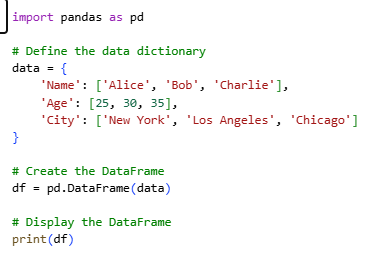 import pandas as pd
# Define the data dictionary
data = {
    'Name': ['Alice', 'Bob', 'Charlie'],
    'Age': [25, 30, 35],
    'City': ['New York', 'Los Angeles', 'Chicago']
}
# Create the DataFrame
df = pd.DataFrame(data)
# Display the DataFrame
print(df)